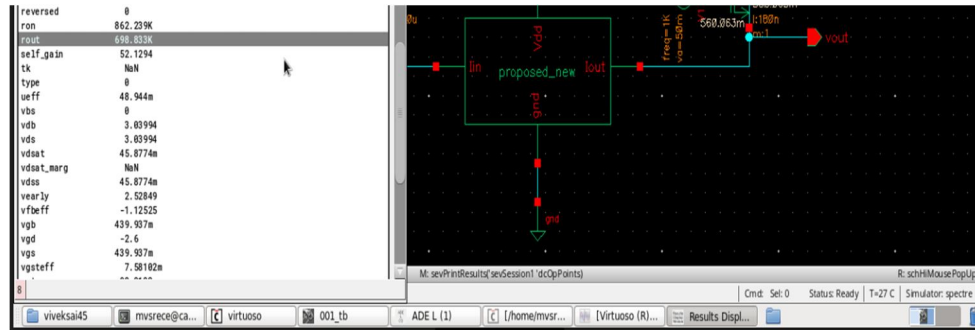 reversed 0
ron 862.239K
rout 698.833K
self_gain 52.1294
tk NaN
type 0
ueff 48.944m
vbs 0
vdb 3.03994
vds 3.03994
vdsat 45.8774m
vdsat_marg NaN
vdss 45.8774m
vearly 2.52849
vfbeff -1.12525
vgb 439.937m
vgd -2.6
vgs 439.937m
vgsteff 7.58102m
8
0u
Vdd
Iin
proposed_new
Iout
gnd
gnd
freq=1K
va=50m
560.063m
l:180n
m:1
vout
M: sevPrintResults('sevSession1 'dcOpPoints)
R: schHiMousePopUp
Cmd: Sel: 0 Status: Ready T=27 C Simulator: spectre
viveksai45
mvsrece@ca...
virtuoso
001_tb
ADE L (1)
[/home/mvsr...
[Virtuoso (R)...
Results Displ...